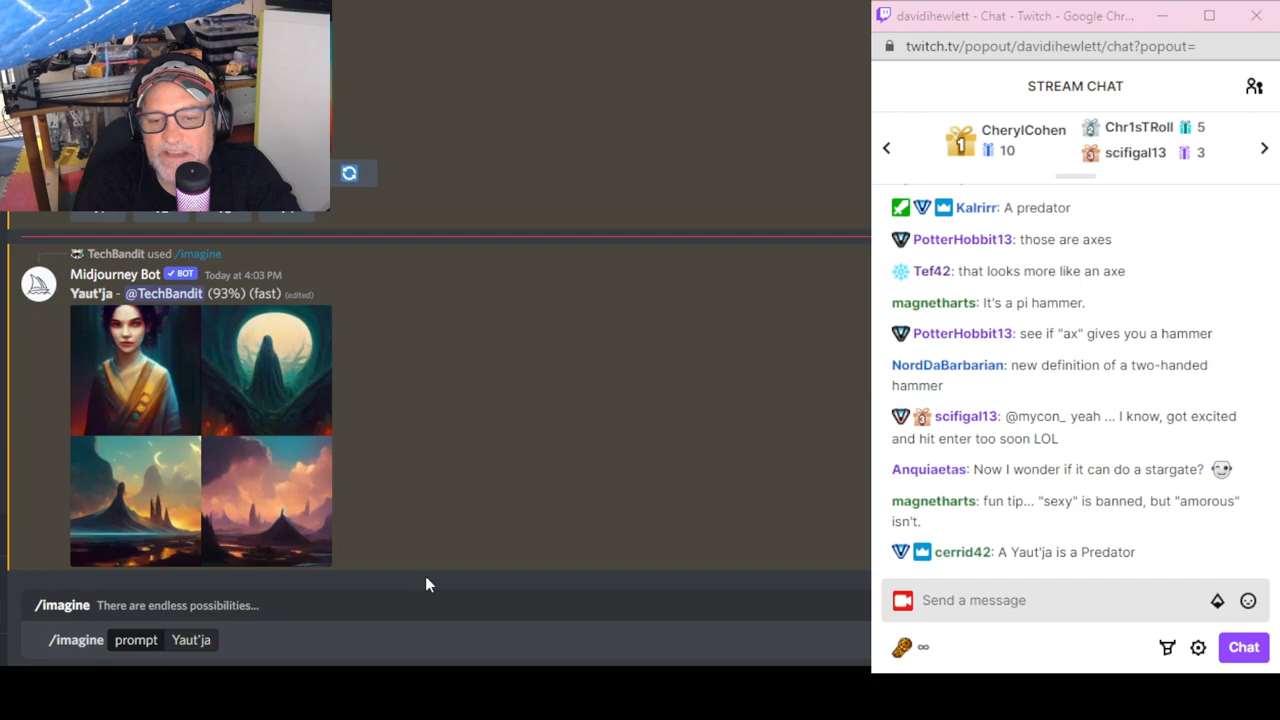 TechBandit used /imagine
Midjourney Bot ✓ BOT Today at 4:03 PM
Yaut'ja - @TechBandit (93%) (fast) (edited)
/imagine There are endless possibilities...
/imagine prompt Yaut'ja
davidihewlett - Chat - Twitch - Google Chr...
twitch.tv/popout/davidihewlett/chat?popout=
STREAM CHAT
1 CherylCohen 10
2 Chr1sTRoll 5
3 scifigal13 3
Kalrirr: A predator
PotterHobbit13: those are axes
Tef42: that looks more like an axe
magnetharts: It's a pi hammer.
PotterHobbit13: see if "ax" gives you a hammer
NordDaBarbarian: new definition of a two-handed
hammer
scifigal13: @mycon_ yeah ... I know, got excited
and hit enter too soon LOL
Anquiaetas: Now I wonder if it can do a stargate?
magnetharts: fun tip... "sexy" is banned, but "amorous"
isn't.
cerrid42: A Yaut'ja is a Predator
Send a message
∞
Chat